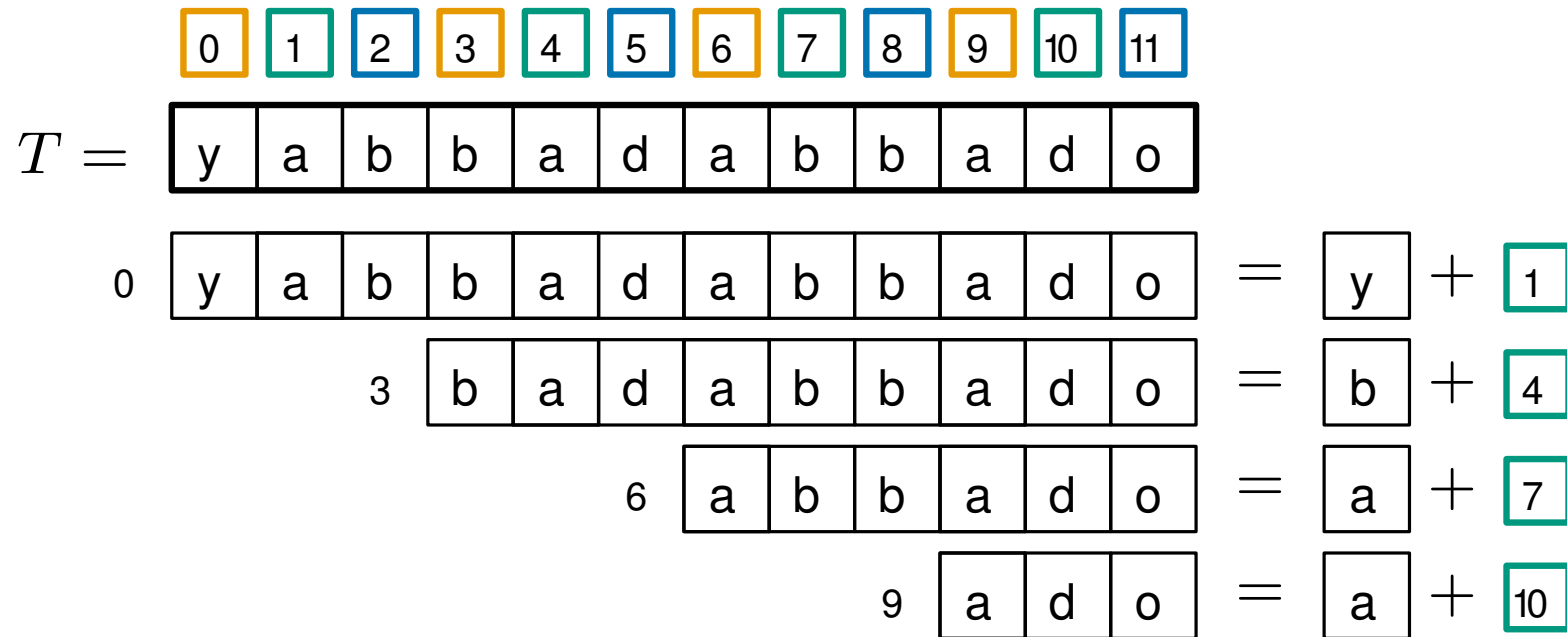 0 1 2 3 4 5 6 7 8 9 10 11
T = y a b b a d a b b a d o
0 y a b b a d a b b a d o = y + 1
3 b a d a b b a d o = b + 4
6 a b b a d o = a + 7
9 a d o = a + 10